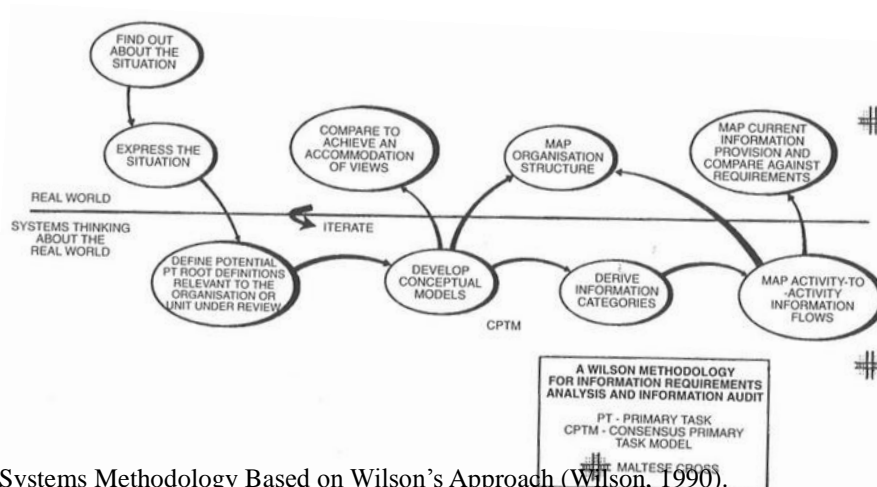 FIND OUT
ABOUT THE
SITUATION
EXPRESS THE
SITUATION
COMPARE TO
ACHIEVE AN
ACCOMMODATION
OF VIEWS
MAP
ORGANISATION
STRUCTURE
MAP CURRENT
INFORMATION
PROVISION AND
COMPARE AGAINST
REQUIREMENTS
REAL WORLD
SYSTEMS THINKING
ABOUT THE
REAL WORLD
ITERATE
DEFINE POTENTIAL
PT ROOT DEFINITIONS
RELEVANT TO THE
ORGANISATION OR
UNIT UNDER REVIEW
DEVELOP
CONCEPTUAL
MODELS
CPTM
DERIVE
INFORMATION
CATEGORIES
MAP ACTIVITY-TO
-ACTIVITY
INFORMATION
FLOWS
A WILSON METHODOLOGY
FOR INFORMATION REQUIREMENTS
ANALYSIS AND INFORMATION AUDIT
PT - PRIMARY TASK
CPTM - CONSENSUS PRIMARY
TASK MODEL
MALTESE CROSS
Systems Methodology Based on Wilson's Approach (Wilson, 1990).